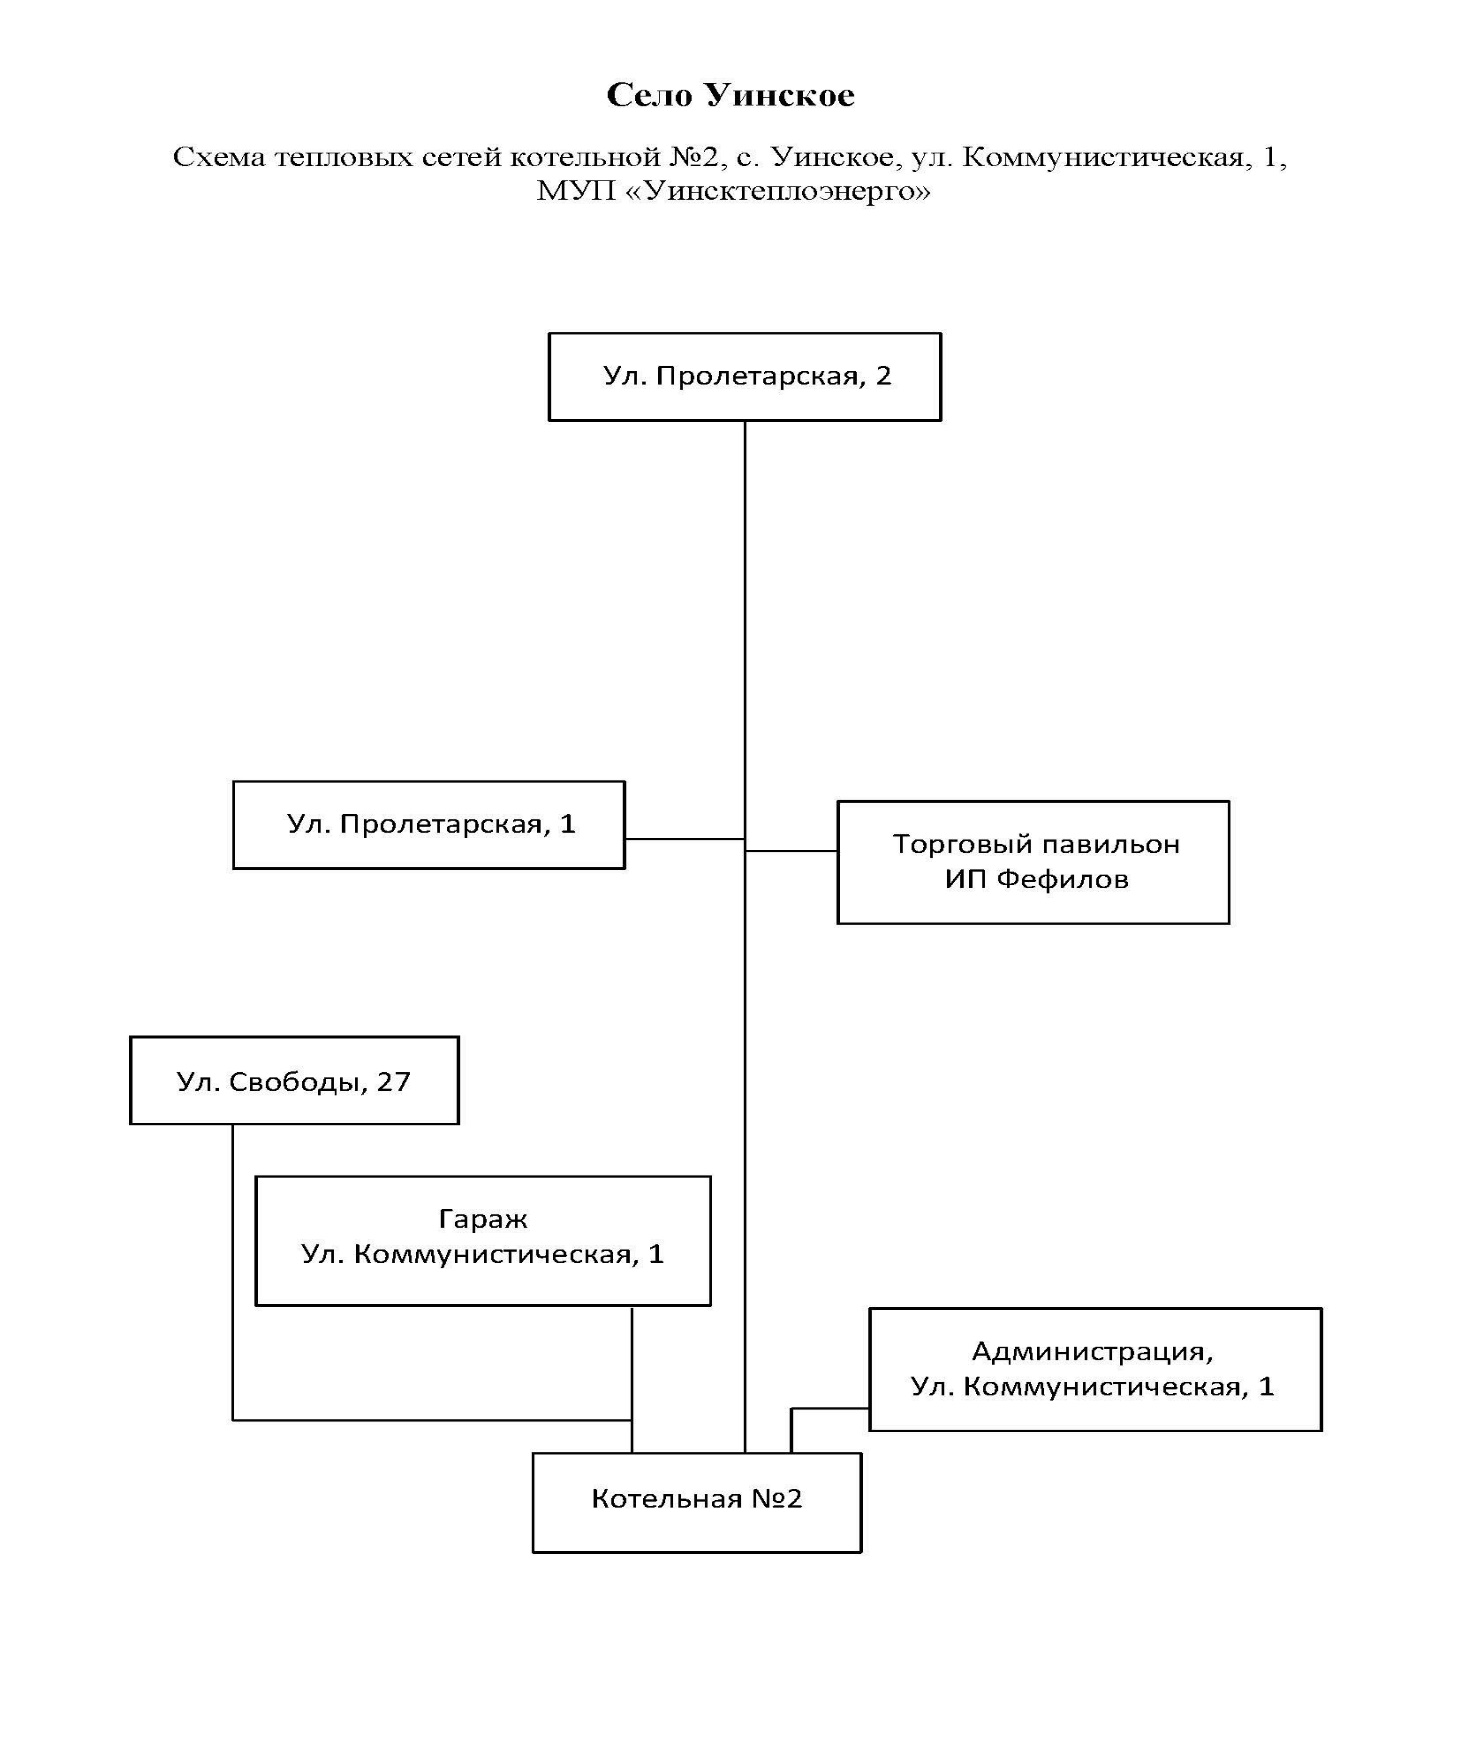 Село Уинское
Схема тепловых сетей котельной №2, с. Уинское, ул. Коммунистическая, 1,
МУП «Уинсктеплоэнерго»
Ул. Пролетарская, 2
Ул. Пролетарская, 1
Торговый павильон
ИП Фефилов
Ул. Свободы, 27
Гараж
Ул. Коммунистическая, 1
Администрация,
Ул. Коммунистическая, 1
Котельная №2